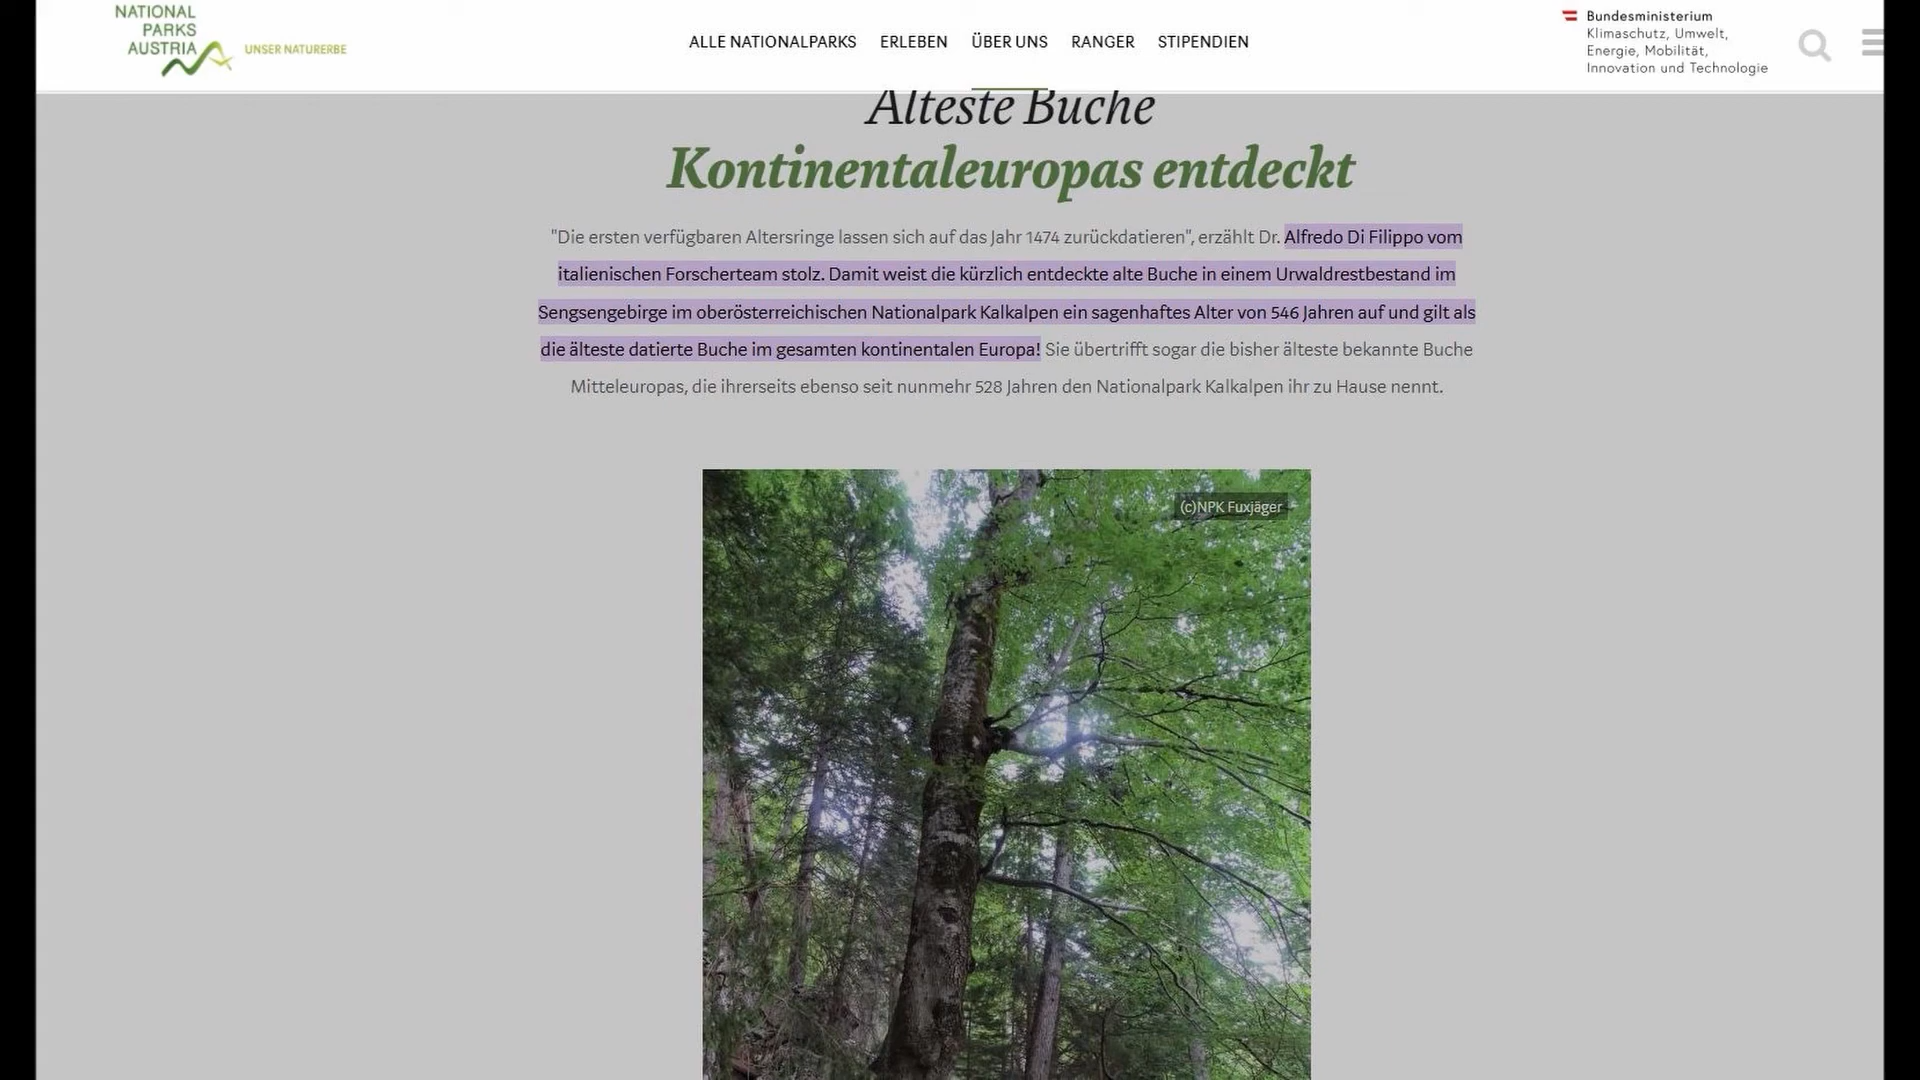 NATIONAL
PARKS
AUSTRIA
UNSER NATURERBE
ALLE NATIONALPARKS ERLEBEN ÜBER UNS RANGER STIPENDIEN
Bundesministerium
Klimaschutz, Umwelt,
Energie, Mobilität,
Innovation und Technologie
Älteste Buche
Kontinentaleuropas entdeckt
"Die ersten verfügbaren Altersringe lassen sich auf das Jahr 1474 zurückdatieren", erzählt Dr. Alfredo Di Filippo vom
italienischen Forscherteam stolz. Damit weist die kürzlich entdeckte alte Buche in einem Urwaldrestbestand im
Sengsengebirge im oberösterreichischen Nationalpark Kalkalpen ein sagenhaftes Alter von 546 Jahren auf und gilt als
die älteste datierte Buche im gesamten kontinentalen Europa! Sie übertrifft sogar die bisher älteste bekannte Buche
Mitteleuropas, die ihrerseits ebenso seit nunmehr 528 Jahren den Nationalpark Kalkalpen ihr zu Hause nennt.
(c)NPK Fuxjäger